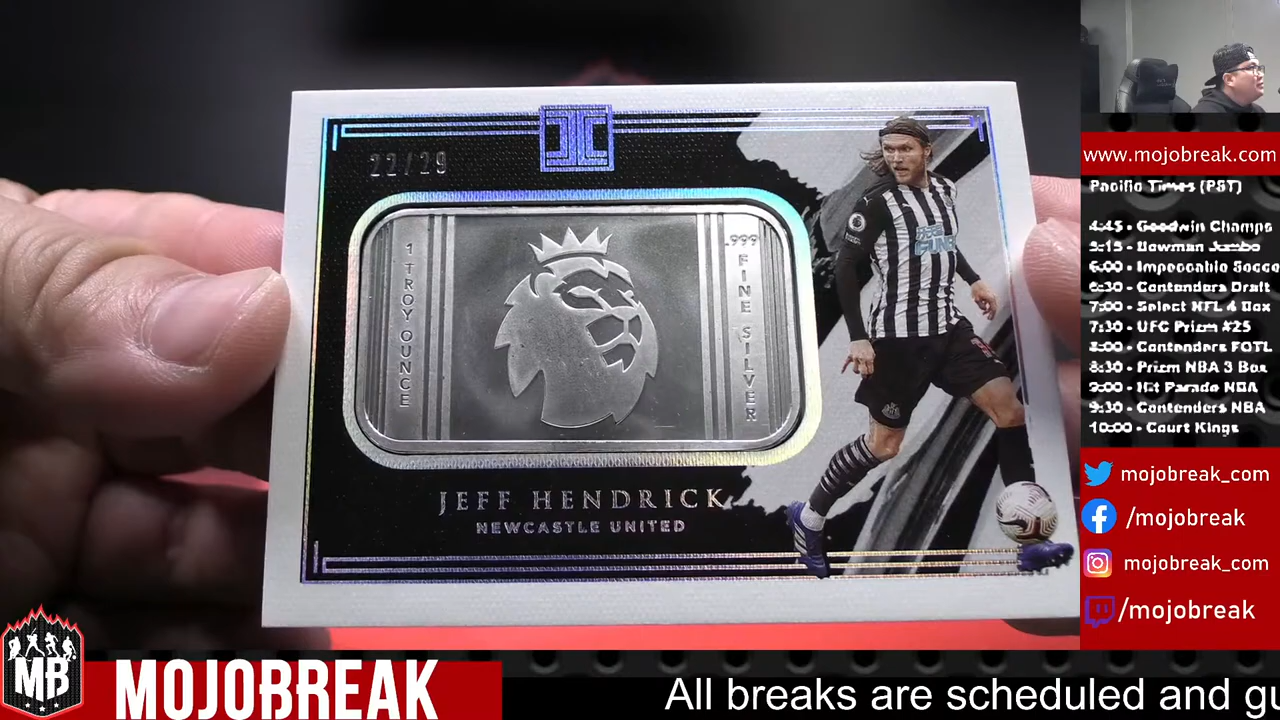 22/29
1 TROY OUNCE
.999 FINE SILVER
JEFF HENDRICK
NEWCASTLE UNITED
www.mojobreak.com
Pacific Times (PST)
4:45 - Goodwin Champs
5:15 - Bowman Jumbo
6:00 - Impeccable Socce
6:30 - Contenders Draft
7:00 - Select NFL 4 Box
7:30 - UFC Prizm #25
8:00 - Contenders FOTL
8:30 - Prizm NBA 3 Box
9:00 - Hit Parade NBA
9:30 - Contenders NBA
10:00 - Court Kings
mojobreak_com
/mojobreak
mojobreak_com
/mojobreak
MB
MOJOBREAK
All breaks are scheduled and gu